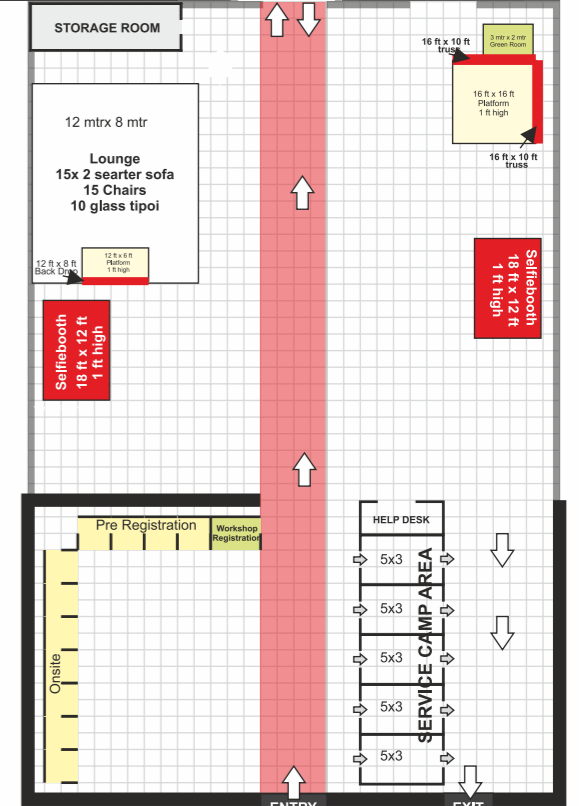 STORAGE ROOM
3 mtr x 2 mtr
Green Room
16 ft x 10 ft
truss
16 ft x 16 ft
Platform
1 ft high
16 ft x 10 ft
truss
12 mtrx 8 mtr
Lounge
15x 2 searter sofa
15 Chairs
10 glass tipoi
12 ft x 6 ft
Platform
1 ft high
12 ft x 8 ft
Back Drop
Selfiebooth
18 ft x 12 ft
1 ft high
Selfiebooth
18 ft x 12 ft
1 ft high
Pre Registration
Workshop
Registration
Onsite
HELP DESK
5x3
5x3
5x3
5x3
5x3
SERVICE CAMP AREA
ENTRY
EXIT